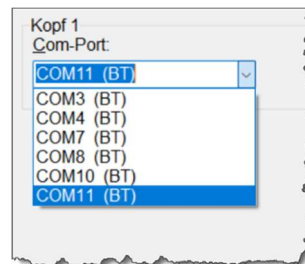 Kopf 1
Com-Port:
COM11 (BT)
COM3 (BT)
COM4 (BT)
COM7 (BT)
COM8 (BT)
COM10 (BT)
COM11 (BT)